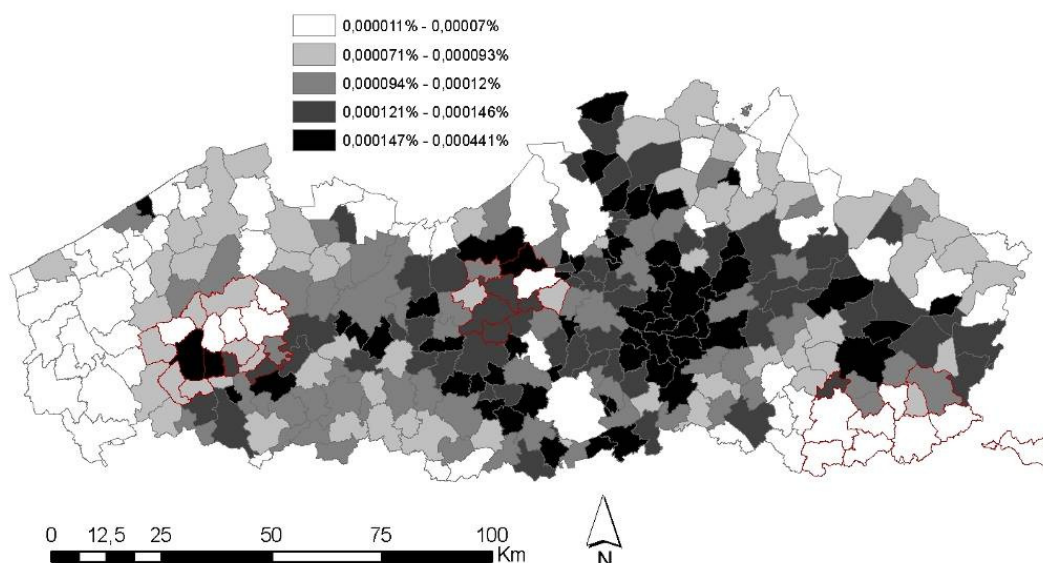 0,000011% - 0,00007%
0,000071% - 0,000093%
0,000094% - 0,00012%
0,000121% - 0,000146%
0,000147% - 0,000441%
0 12,5 25 50 75 100
Km
N